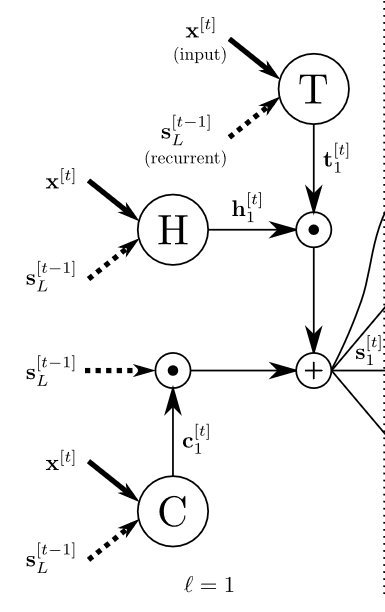 x^{[t]}
(input)
T
s_L^{[t-1]}
(recurrent)
t_1^{[t]}
x^{[t]}
H
h_1^{[t]}
s_L^{[t-1]}
s_L^{[t-1]}
+
s_1^{[t]}
c_1^{[t]}
x^{[t]}
C
s_L^{[t-1]}
ℓ = 1